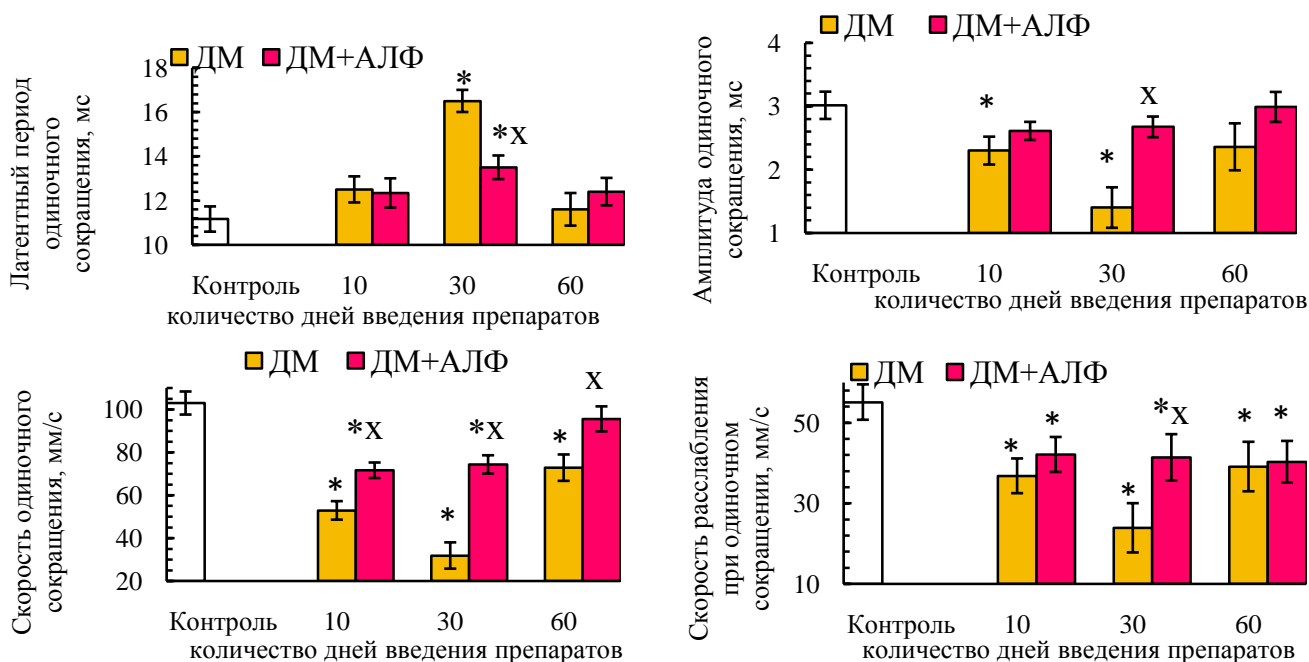 ДМ ДМ+АЛФ
Латентный период
одиночного
сокращения, мс
18
16
14
12
10
*
*х
Контроль 10 30 60
количество дней введения препаратов
ДМ ДМ+АЛФ
Амплитуда одиночного
сокращения, мс
4
3
2
1
*
*
х
Контроль 10 30 60
количество дней введения препаратов
ДМ ДМ+АЛФ
Скорость одиночного
сокращения, мм/с
100
80
60
40
20
*
*х
*
*х
*
х
Контроль 10 30 60
количество дней введения препаратов
ДМ ДМ+АЛФ
Скорость расслабления
при одиночном
сокращении, мм/с
50
30
10
*
*
*
*х
*
*
Контроль 10 30 60
количество дней введения препаратов